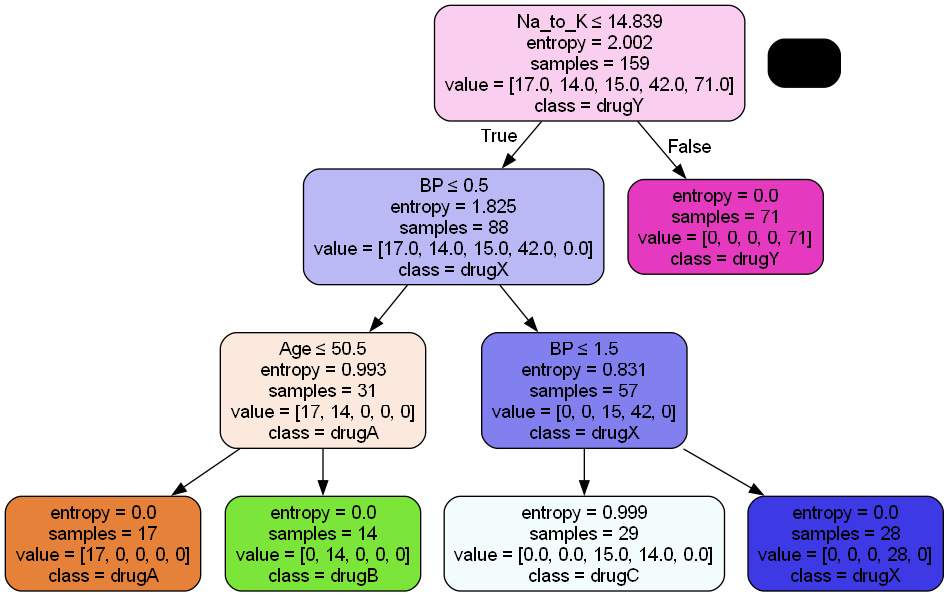 Na_to_K ≤ 14.839
entropy = 2.002
samples = 159
value = [17.0, 14.0, 15.0, 42.0, 71.0]
class = drugY
True
False
BP ≤ 0.5
entropy = 1.825
samples = 88
value = [17.0, 14.0, 15.0, 42.0, 0.0]
class = drugX
entropy = 0.0
samples = 71
value = [0, 0, 0, 0, 71]
class = drugY
Age ≤ 50.5
entropy = 0.993
samples = 31
value = [17, 14, 0, 0, 0]
class = drugA
BP ≤ 1.5
entropy = 0.831
samples = 57
value = [0, 0, 15, 42, 0]
class = drugX
entropy = 0.0
samples = 17
value = [17, 0, 0, 0, 0]
class = drugA
entropy = 0.0
samples = 14
value = [0, 14, 0, 0, 0]
class = drugB
entropy = 0.999
samples = 29
value = [0.0, 0.0, 15.0, 14.0, 0.0]
class = drugC
entropy = 0.0
samples = 28
value = [0, 0, 0, 28, 0]
class = drugX